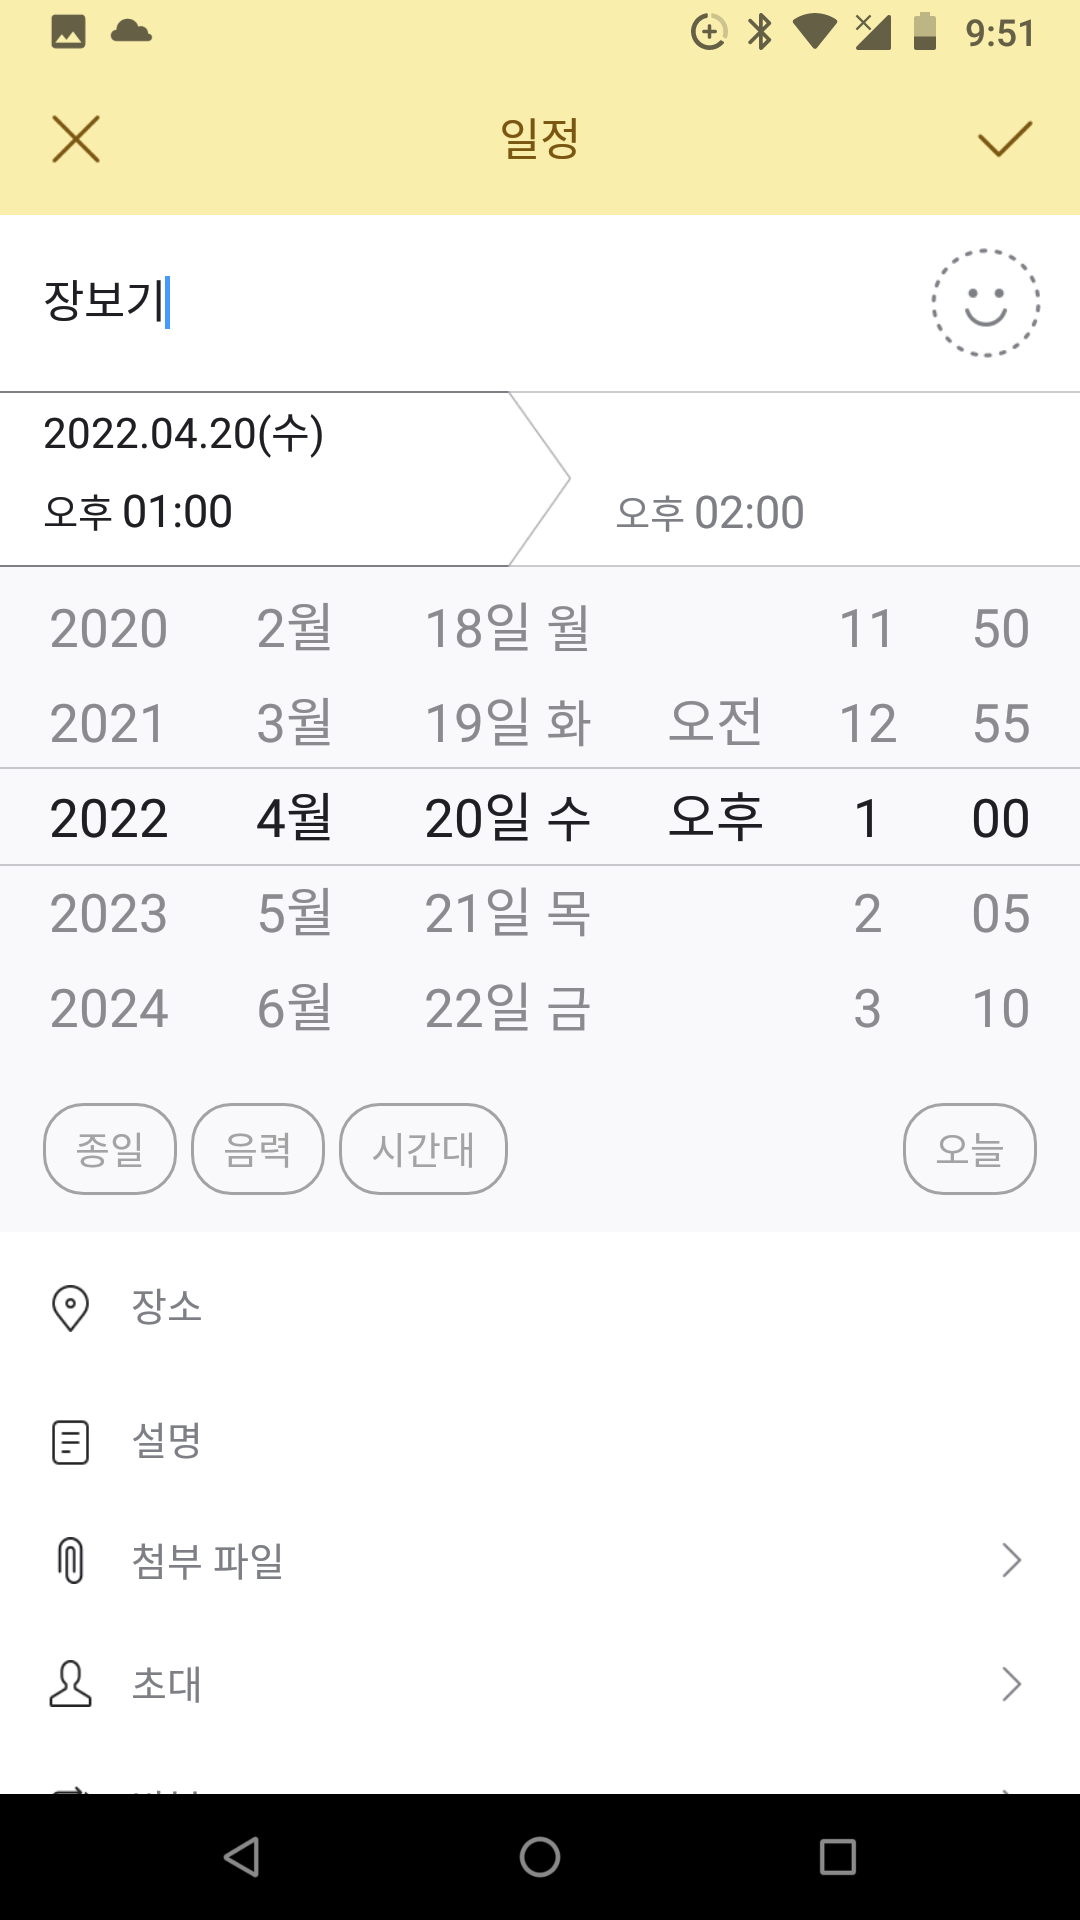 9:51
일정
장보기
2022.04.20(수)
오후 01:00
오후 02:00
2020 2월 18일 월 11 50
2021 3월 19일 화 오전 12 55
2022 4월 20일 수 오후 1 00
2023 5월 21일 목 2 05
2024 6월 22일 금 3 10
종일 음력 시간대 오늘
장소
설명
첨부 파일
초대